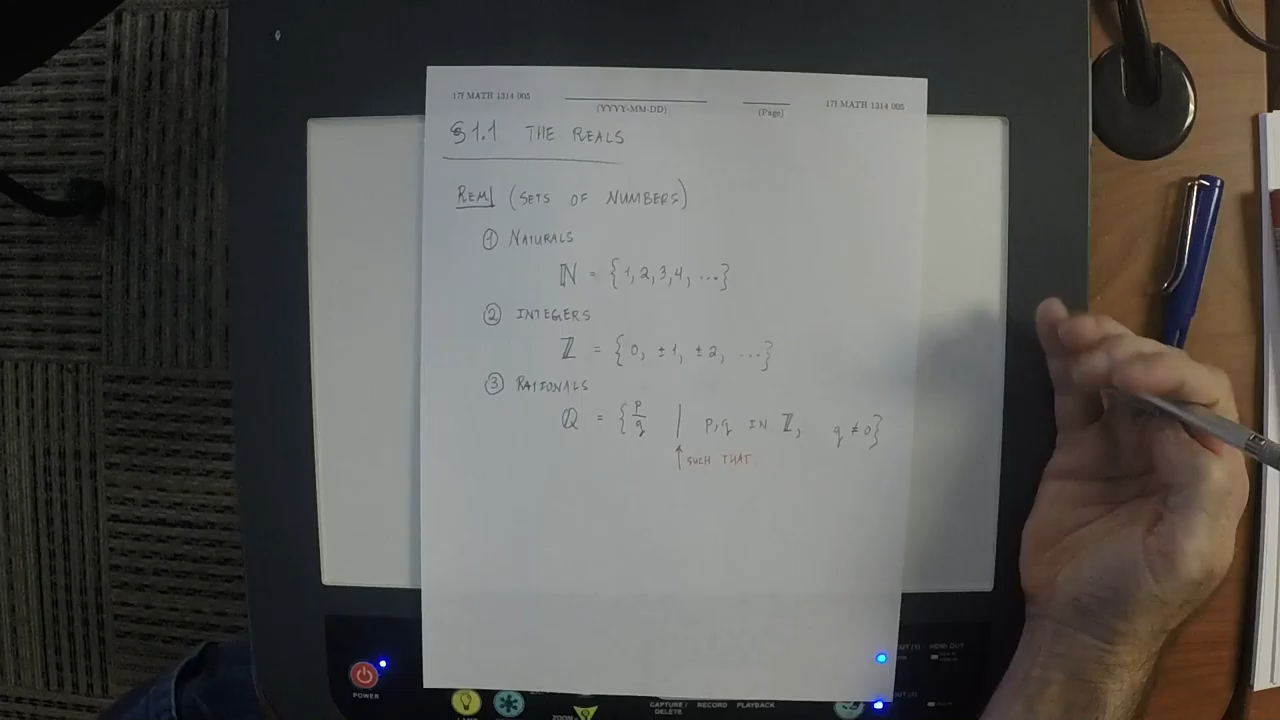 17F MATH 1314 005 (YYYY-MM-DD) (Page) 17F MATH 1314 005
§1.1 THE REALS
REM (SETS OF NUMBERS)
① NATURALS
ℕ = {1, 2, 3, 4, ...}
② INTEGERS
ℤ = {0, ±1, ±2, ...}
③ RATIONALS
ℚ = {p/q | p, q IN ℤ, q ≠ 0}
↑ SUCH THAT
POWER
CAPTURE / DELETE RECORD PLAYBACK
ZOOM